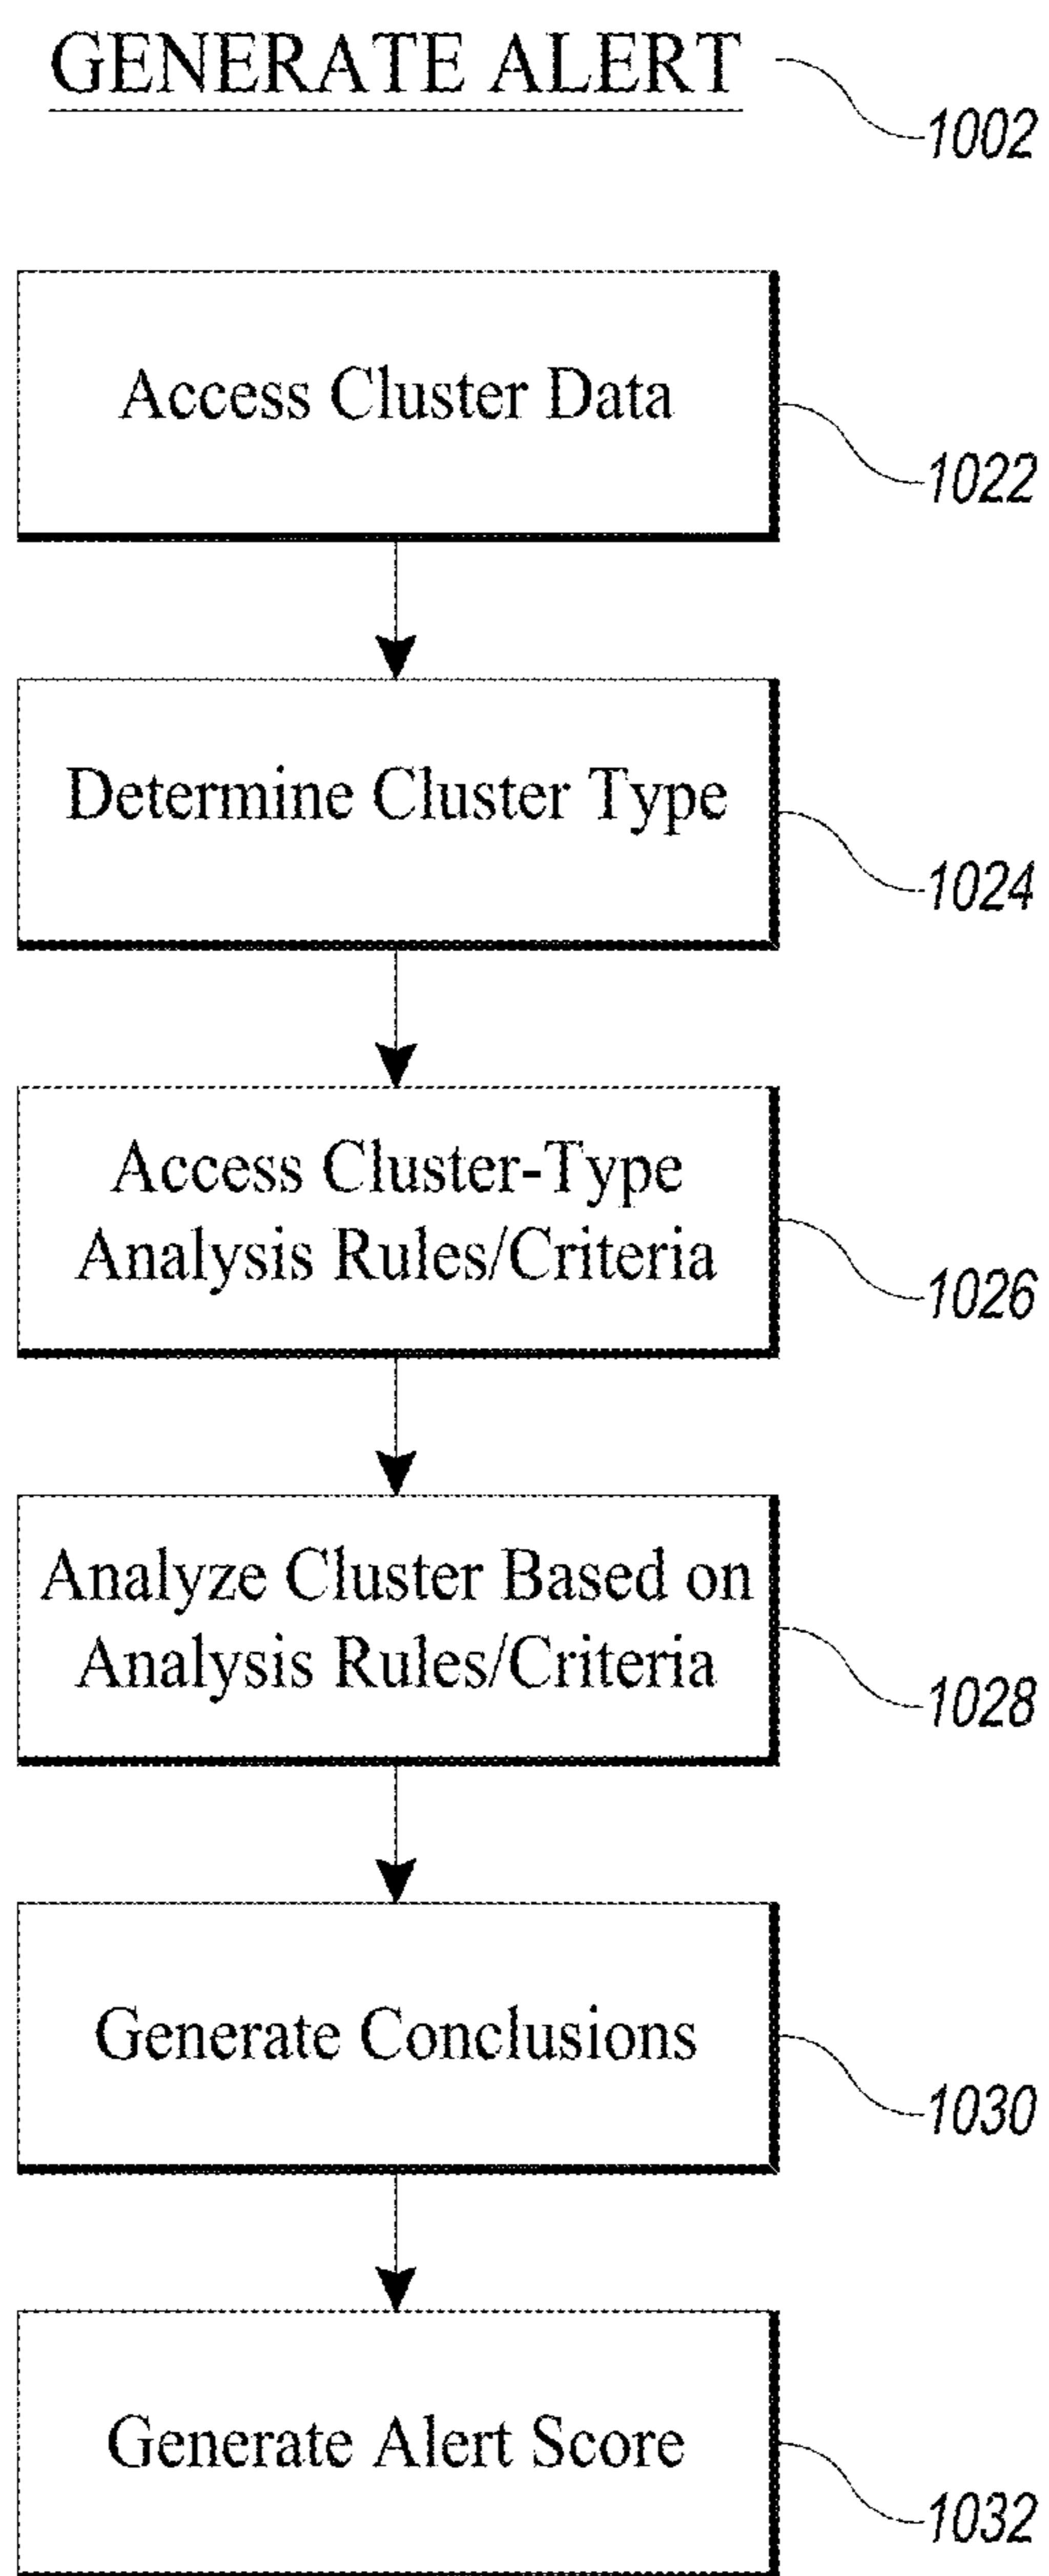 GENERATE ALERT
1002
Access Cluster Data
1022
Determine Cluster Type
1024
Access Cluster-Type
Analysis Rules/Criteria
1026
Analyze Cluster Based on
Analysis Rules/Criteria
1028
Generate Conclusions
1030
Generate Alert Score
1032